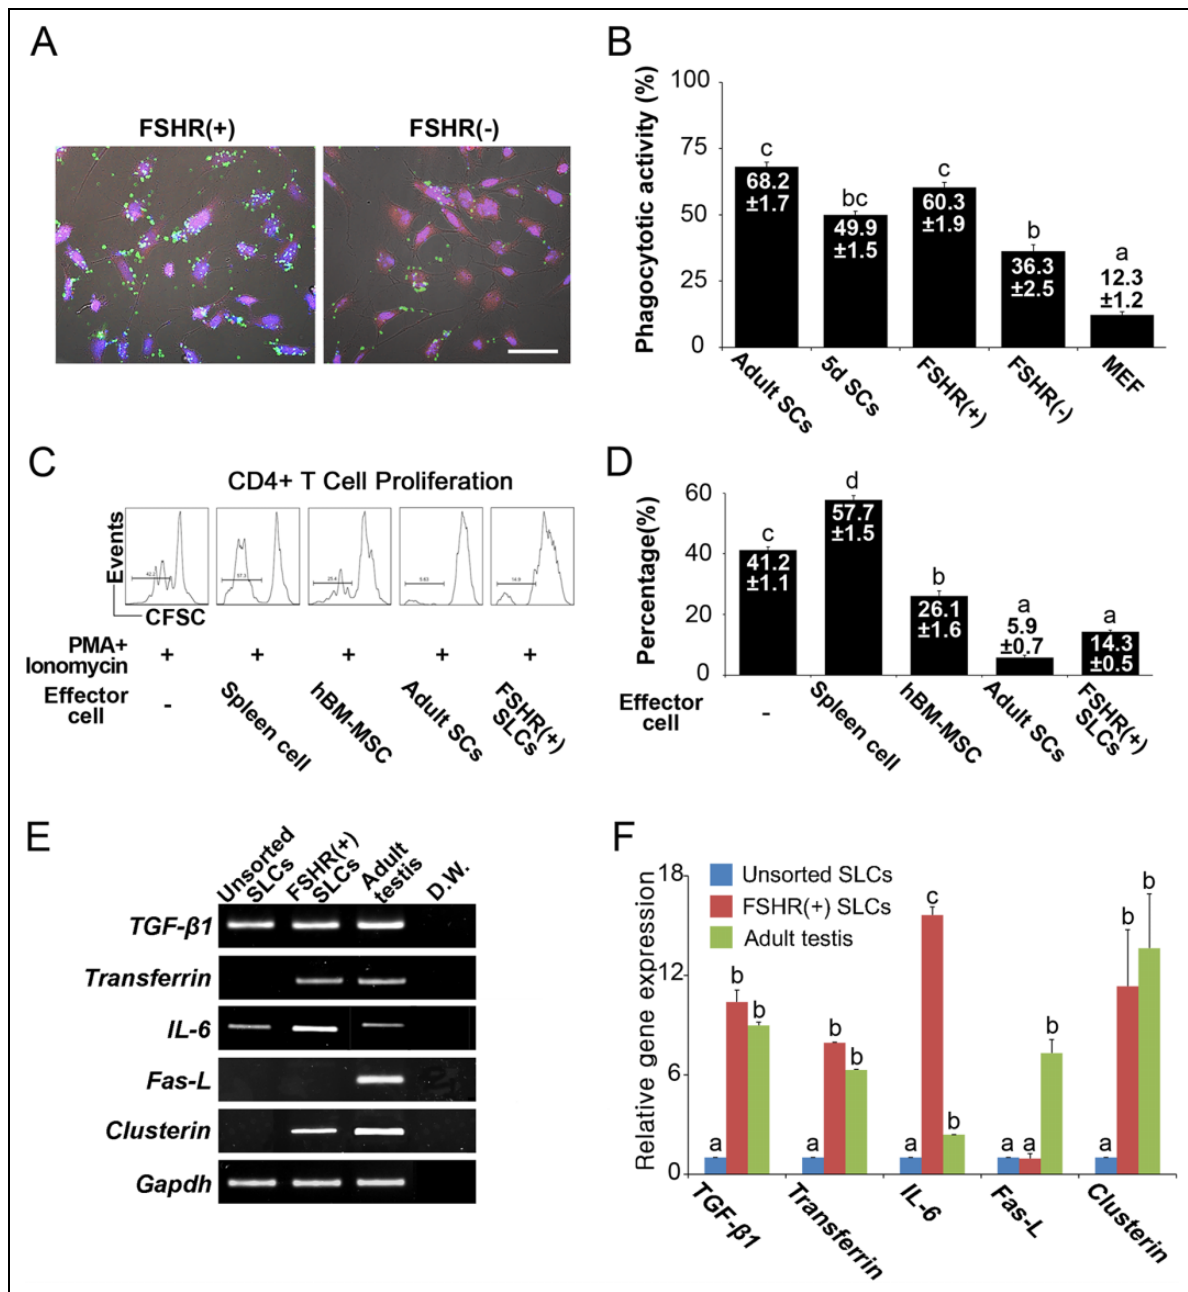 A
FSHR(+)
FSHR(-)
B
Phagocytotic activity (%)
100
75
50
25
0
c
68.2
±1.7
bc
49.9
±1.5
c
60.3
±1.9
b
36.3
±2.5
a
12.3
±1.2
Adult SCs
5d SCs
FSHR(+)
FSHR(-)
MEF
C
CD4+ T Cell Proliferation
Events
CFSC
PMA+
Ionomycin
+
+
+
+
+
Effector
cell
-
Spleen cell
hBM-MSC
Adult SCs
FSHR(+)
SLCs
D
Percentage(%)
60
40
20
0
c
41.2
±1.1
d
57.7
±1.5
b
26.1
±1.6
a
5.9
±0.7
a
14.3
±0.5
Effector
cell
-
Spleen cell
hBM-MSC
Adult SCs
FSHR(+)
SLCs
E
Unsorted
SLCs
FSHR(+)
SLCs
Adult
testis
D.W.
TGF-β1
Transferrin
IL-6
Fas-L
Clusterin
Gapdh
F
Relative gene expression
18
12
6
0
Unsorted SLCs
FSHR(+) SLCs
Adult testis
a
b
b
a
b
b
a
c
b
a
a
b
a
b
b
TGF-β1
Transferrin
IL-6
Fas-L
Clusterin